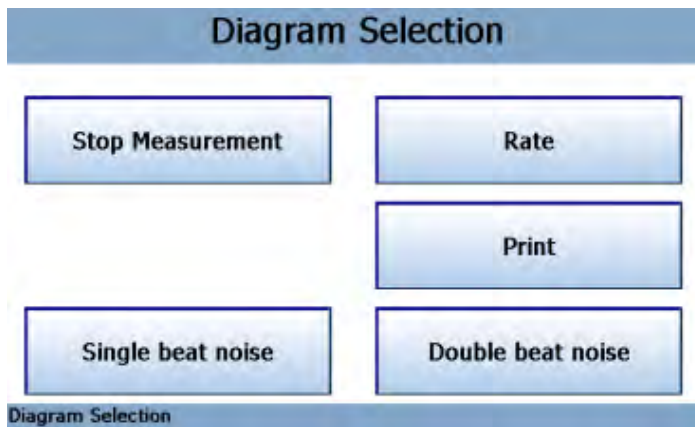 Diagram Selection
Stop Measurement
Rate
Print
Single beat noise
Double beat noise
Diagram Selection